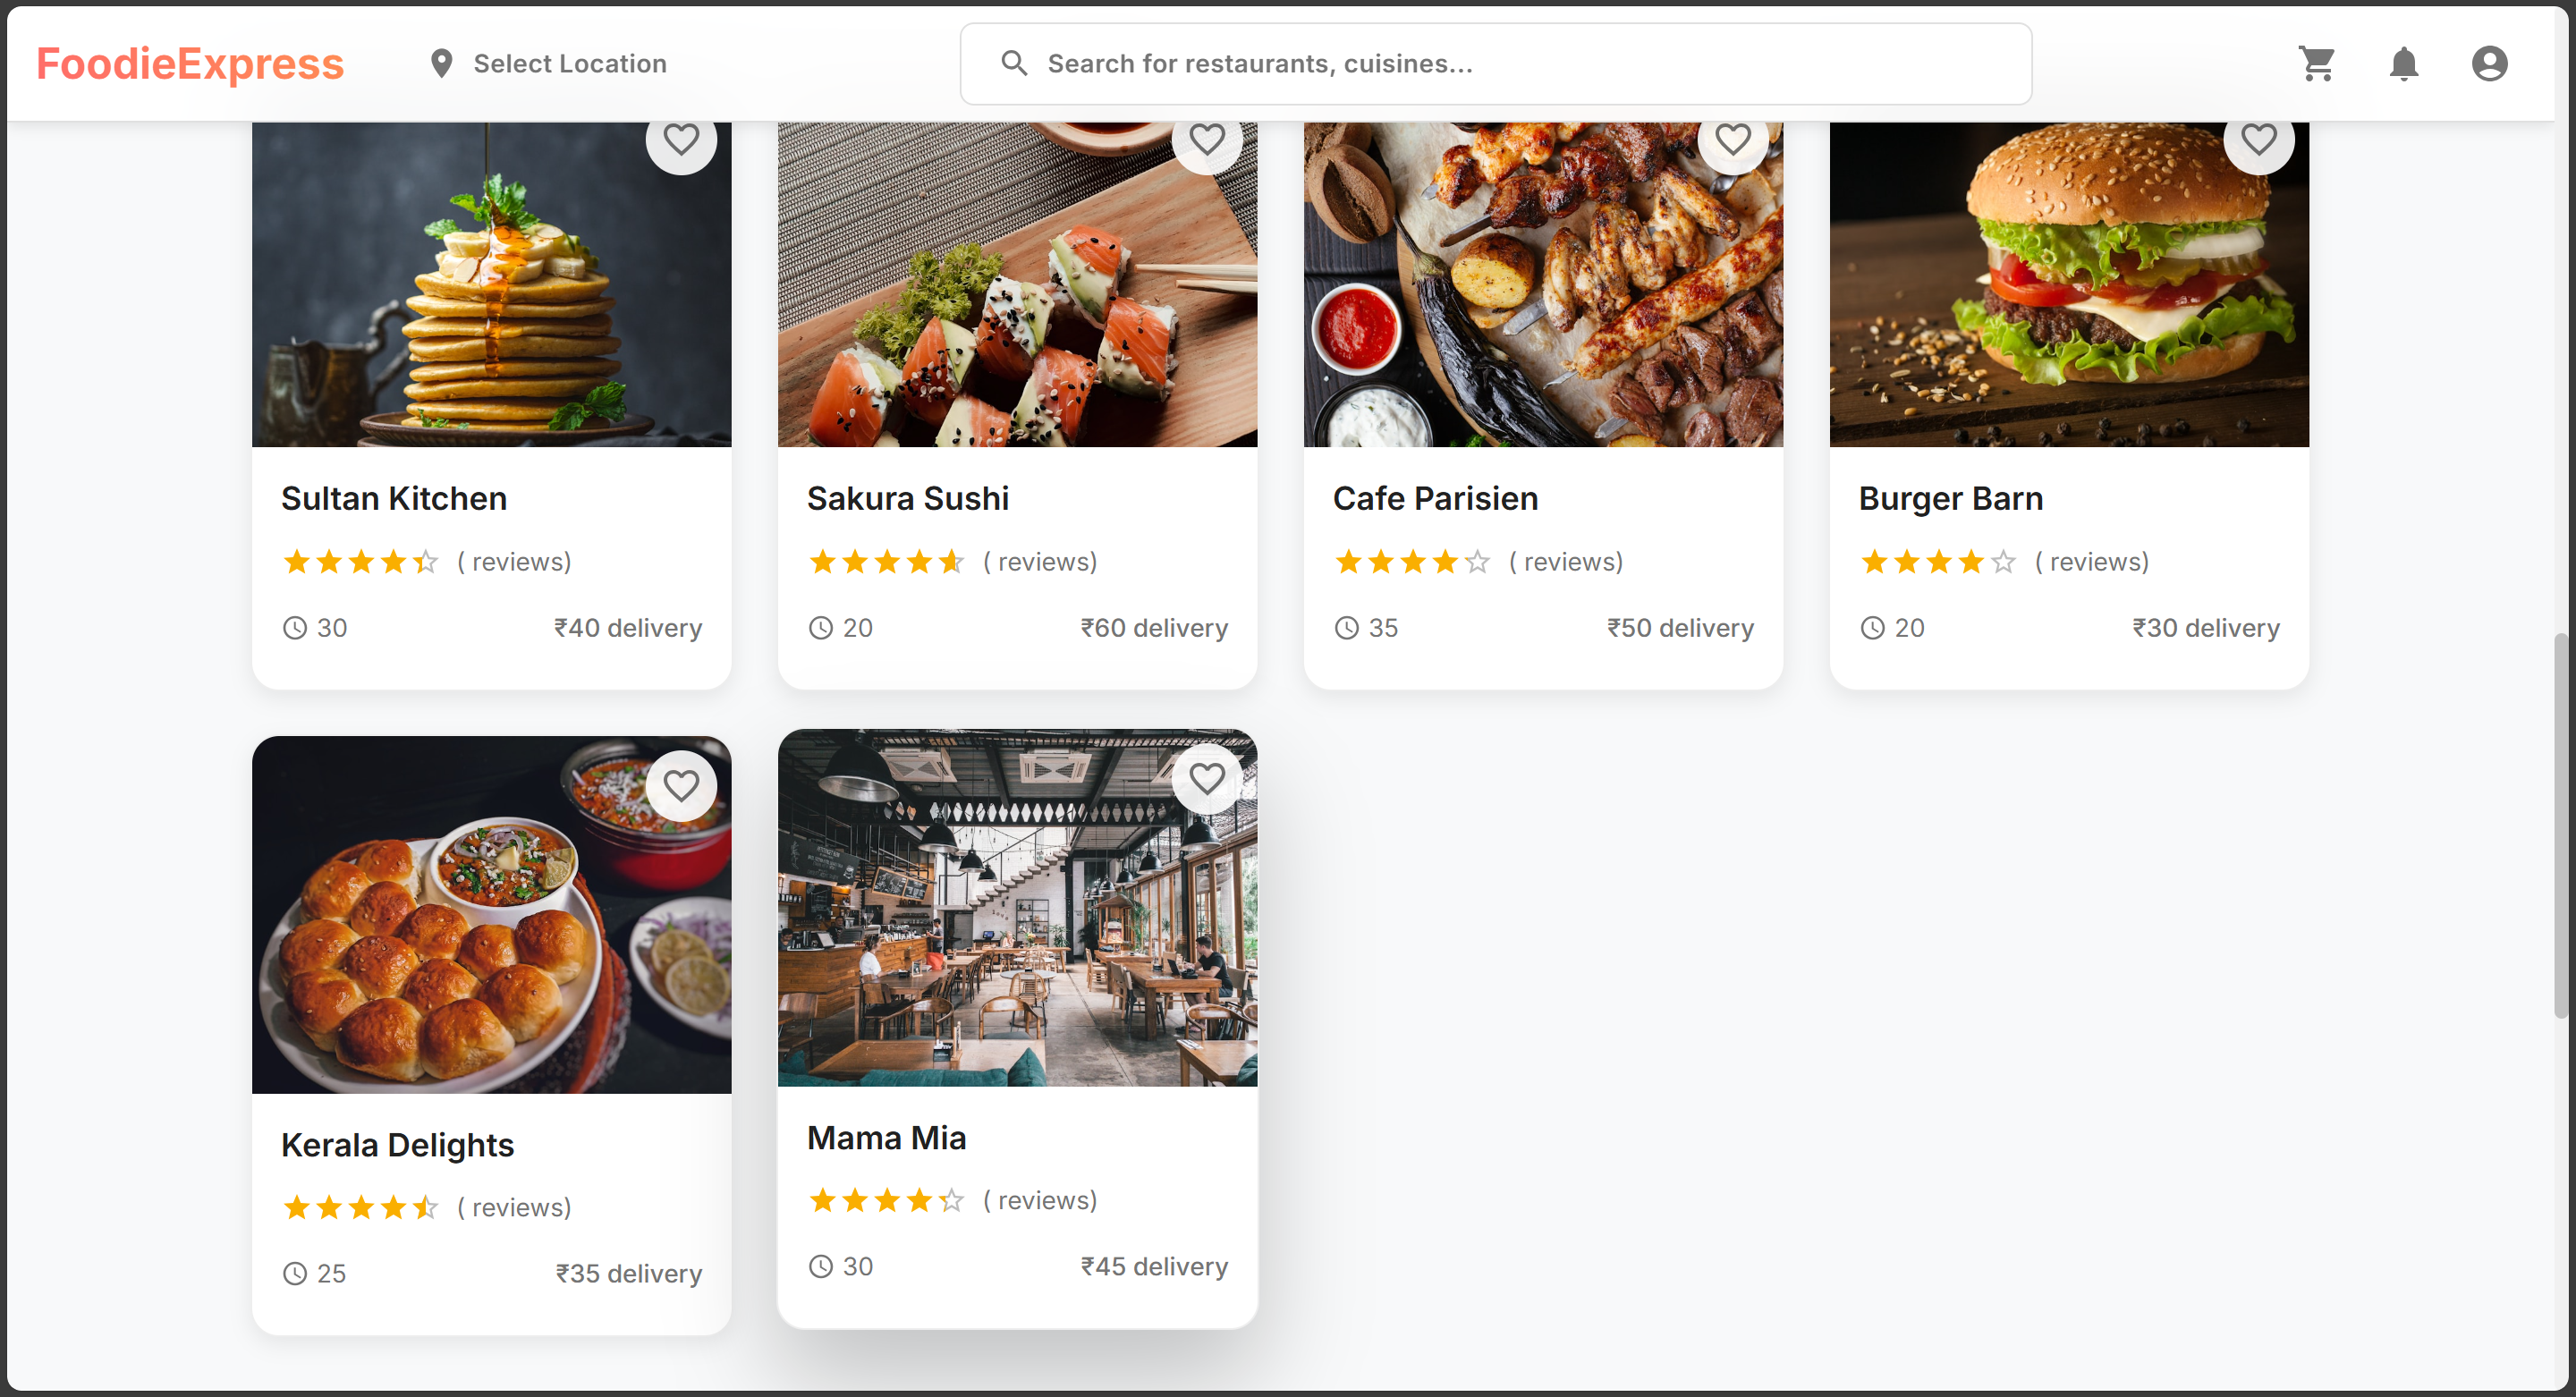 FoodieExpress
Select Location
Search for restaurants, cuisines...
Sultan Kitchen
( reviews)
30
₹40 delivery
Sakura Sushi
( reviews)
20
₹60 delivery
Cafe Parisien
( reviews)
35
₹50 delivery
Burger Barn
( reviews)
20
₹30 delivery
Kerala Delights
( reviews)
25
₹35 delivery
Mama Mia
( reviews)
30
₹45 delivery